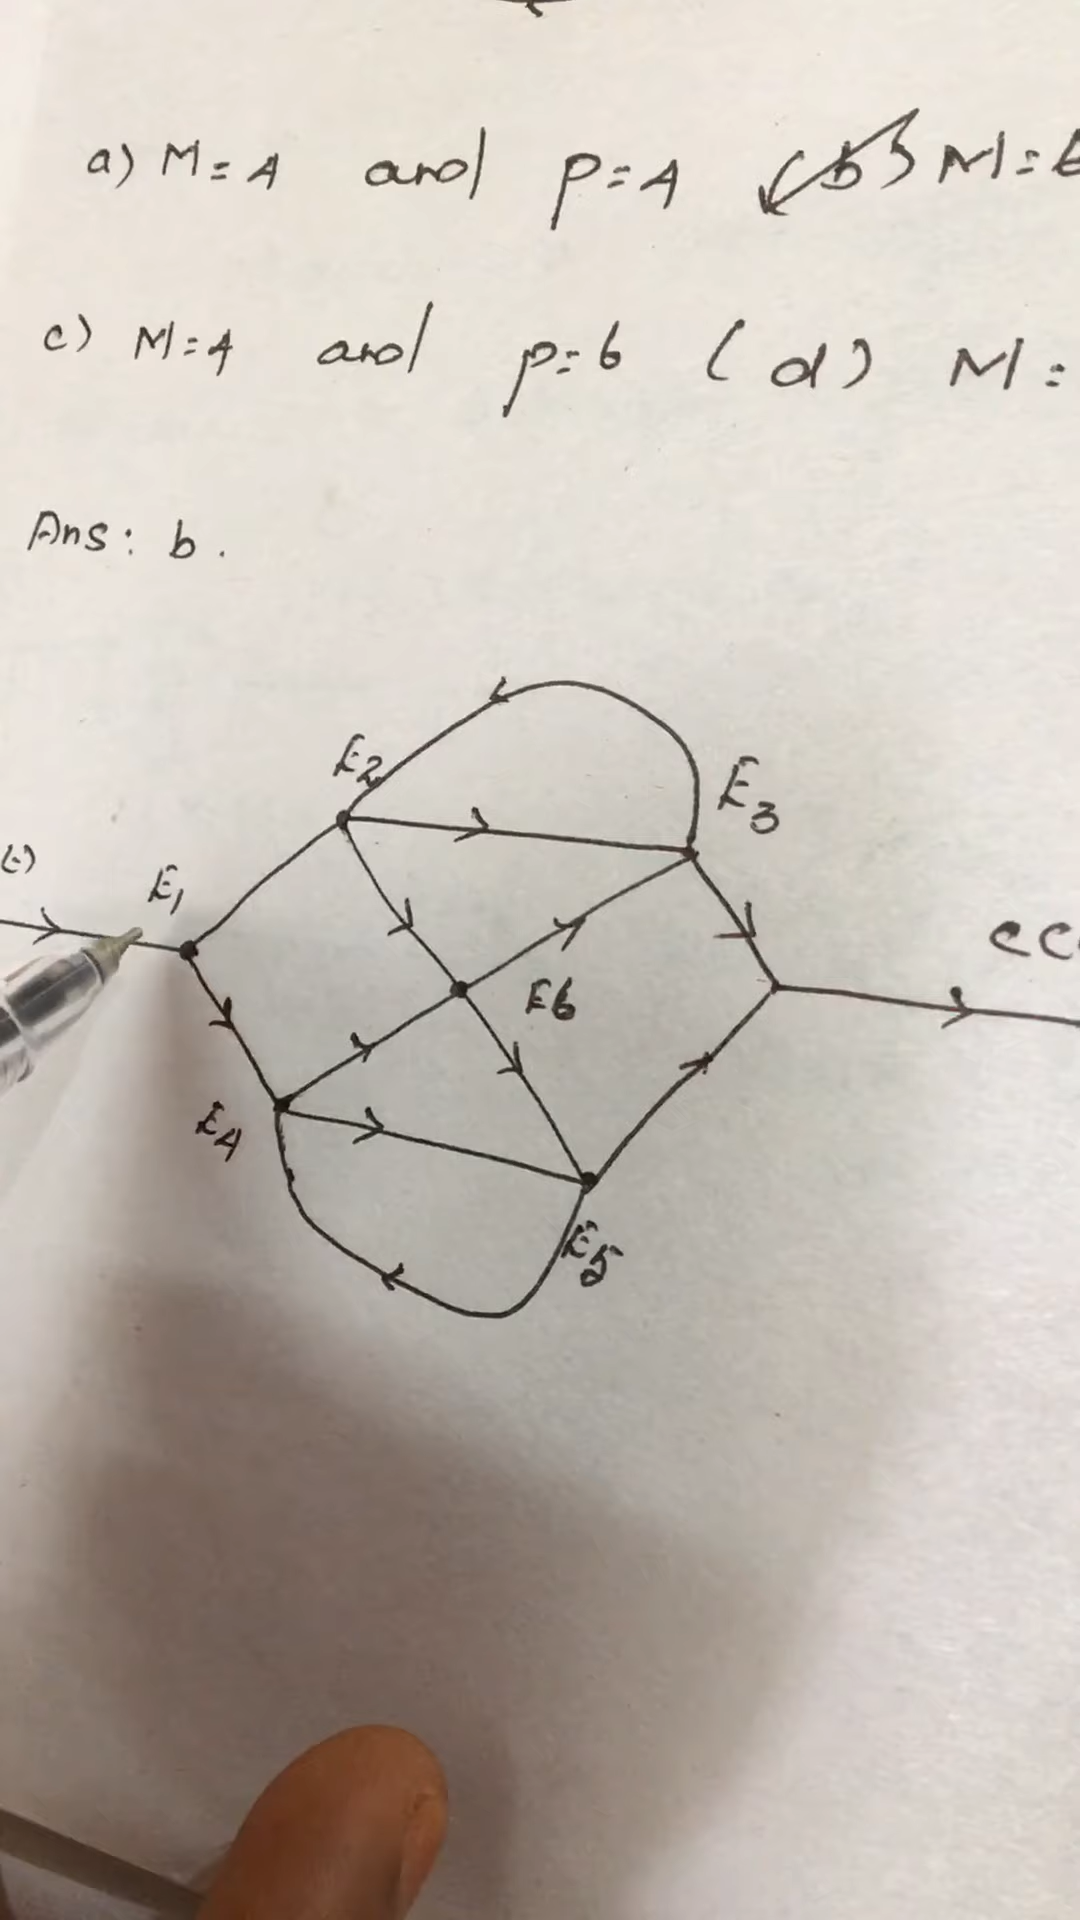 a) M=4 and p=4 (b) M=6
c) M=4 and p=6 (d) M=
Ans: b.
E2
E3
E1
E6
E4
E5